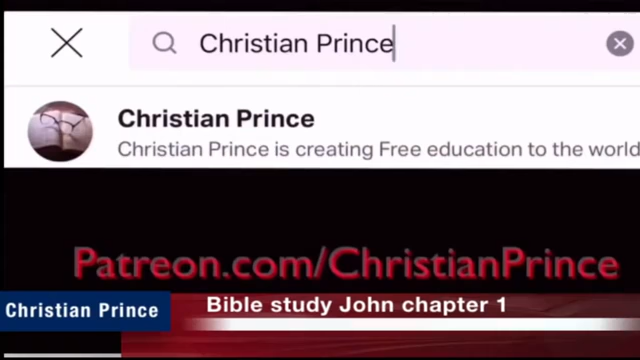 Christian Prince
Christian Prince
Christian Prince is creating Free education to the world
Patreon.com/ChristianPrince
Christian Prince
Bible study John chapter 1